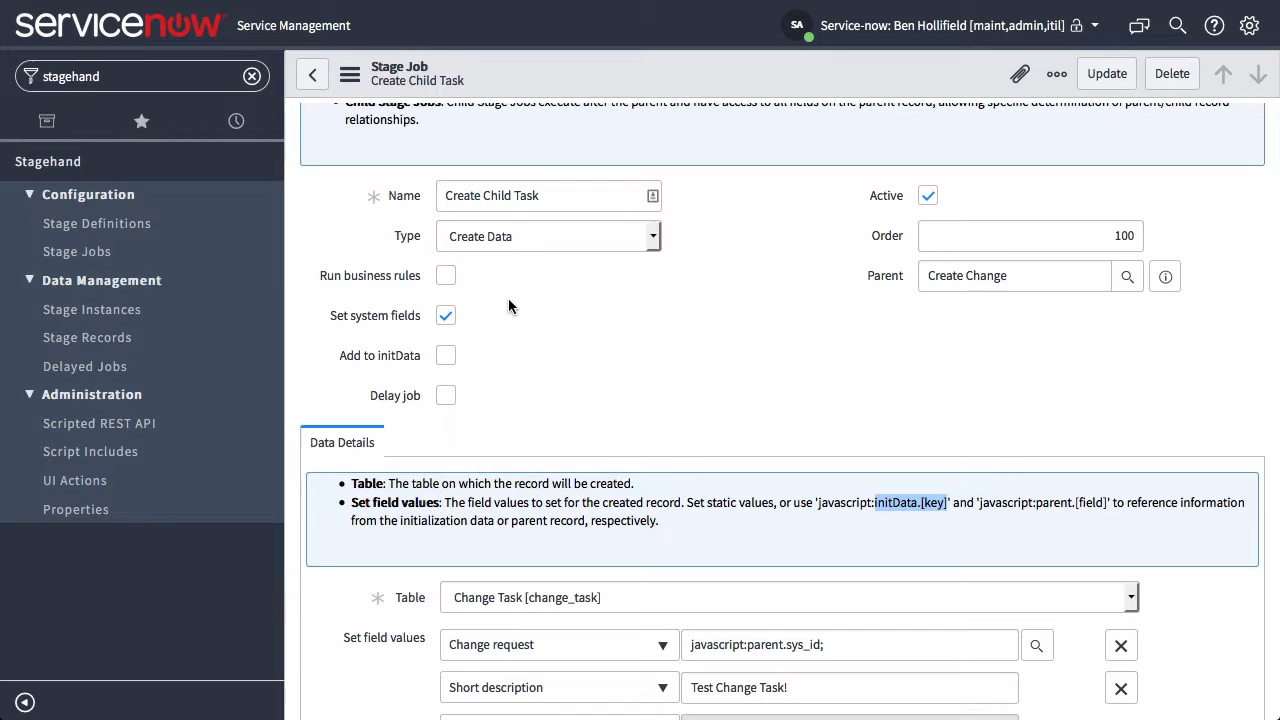 servicenow Service Management
SA Service-now: Ben Hollifield [maint,admin,itil]
stagehand
Stage Job
Create Child Task
Update
Delete
Stagehand
Configuration
Stage Definitions
Stage Jobs
Data Management
Stage Instances
Stage Records
Delayed Jobs
Administration
Scripted REST API
Script Includes
UI Actions
Properties
• Child Stage Jobs: Child Stage Jobs execute after the parent and have access to all fields on the parent record, allowing specific determination of parent/child record
relationships.
Name Create Child Task
Active
Type Create Data
Order 100
Run business rules
Parent Create Change
Set system fields
Add to initData
Delay job
Data Details
• Table: The table on which the record will be created.
• Set field values: The field values to set for the created record. Set static values, or use 'javascript:initData.[key]' and 'javascript:parent.[field]' to reference information
from the initialization data or parent record, respectively.
Table Change Task [change_task]
Set field values Change request javascript:parent.sys_id;
Short description Test Change Task!